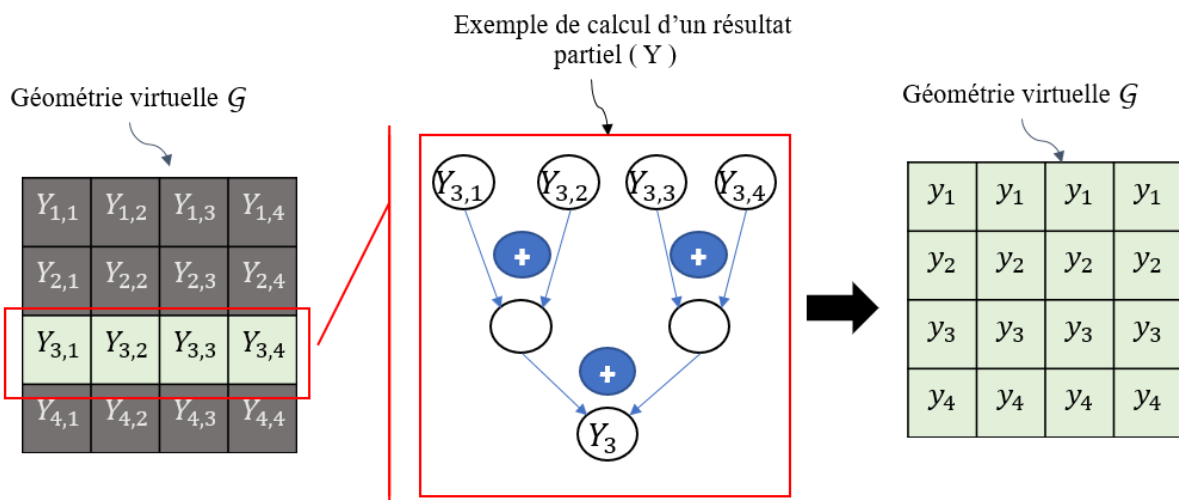 Exemple de calcul d’un résultat
partiel ( Y )
Géométrie virtuelle 𝒢
Y₁,₁ Y₁,₂ Y₁,₃ Y₁,₄
Y₂,₁ Y₂,₂ Y₂,₃ Y₂,₄
Y₃,₁ Y₃,₂ Y₃,₃ Y₃,₄
Y₄,₁ Y₄,₂ Y₄,₃ Y₄,₄
Y₃,₁ Y₃,₂ Y₃,₃ Y₃,₄
+ +
+
Y₃
Géométrie virtuelle 𝒢
y₁ y₁ y₁ y₁
y₂ y₂ y₂ y₂
y₃ y₃ y₃ y₃
y₄ y₄ y₄ y₄